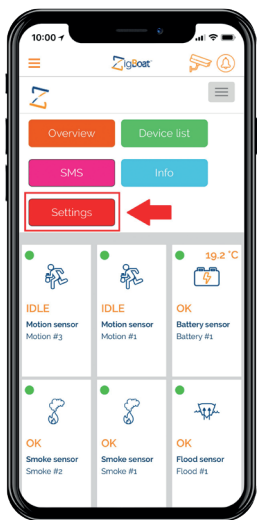 10:00
ZigBoat
Overview
Device list
SMS
Info
Settings
19.2 °C
IDLE
Motion sensor
Motion #3
IDLE
Motion sensor
Motion #1
OK
Battery sensor
Battery #1
OK
Smoke sensor
Smoke #2
OK
Smoke sensor
Smoke #1
OK
Flood sensor
Flood #1